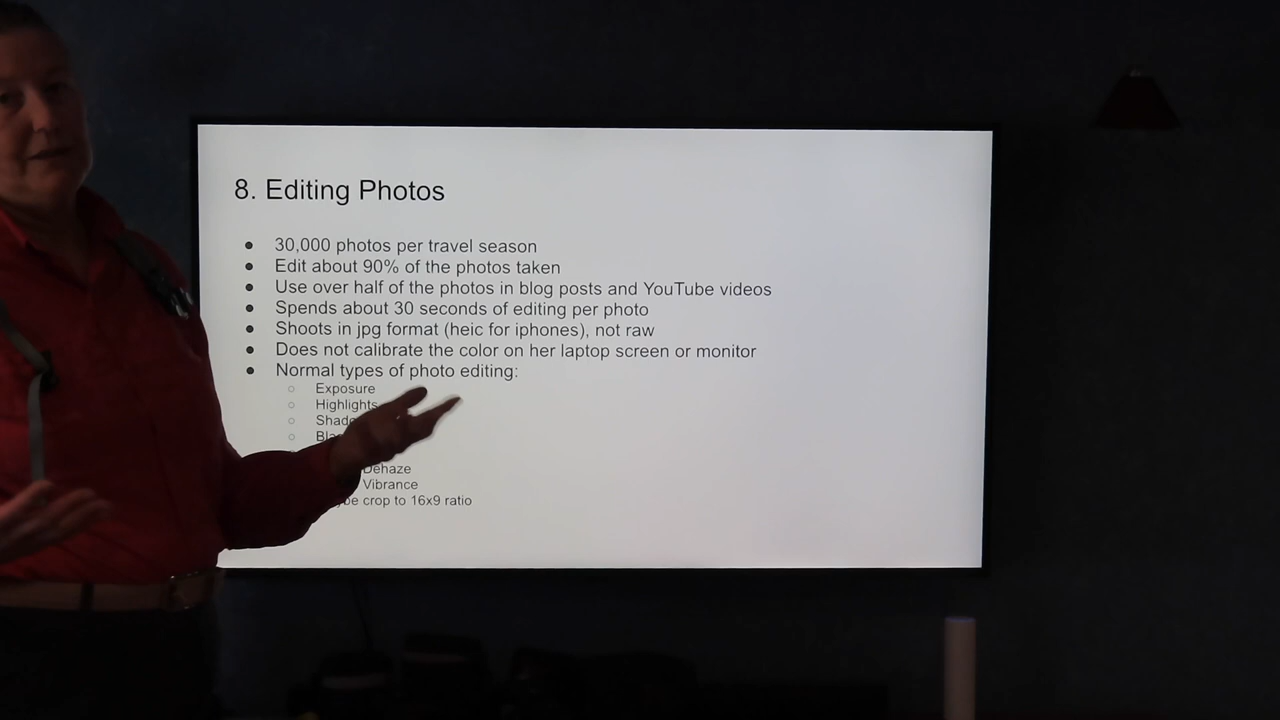 8. Editing Photos
● 30,000 photos per travel season
● Edit about 90% of the photos taken
● Use over half of the photos in blog posts and YouTube videos
● Spends about 30 seconds of editing per photo
● Shoots in jpg format (heic for iphones), not raw
● Does not calibrate the color on her laptop screen or monitor
● Normal types of photo editing:
○ Exposure
○ Highlights
○
○
Dehaze
Vibrance
crop to 16x9 ratio